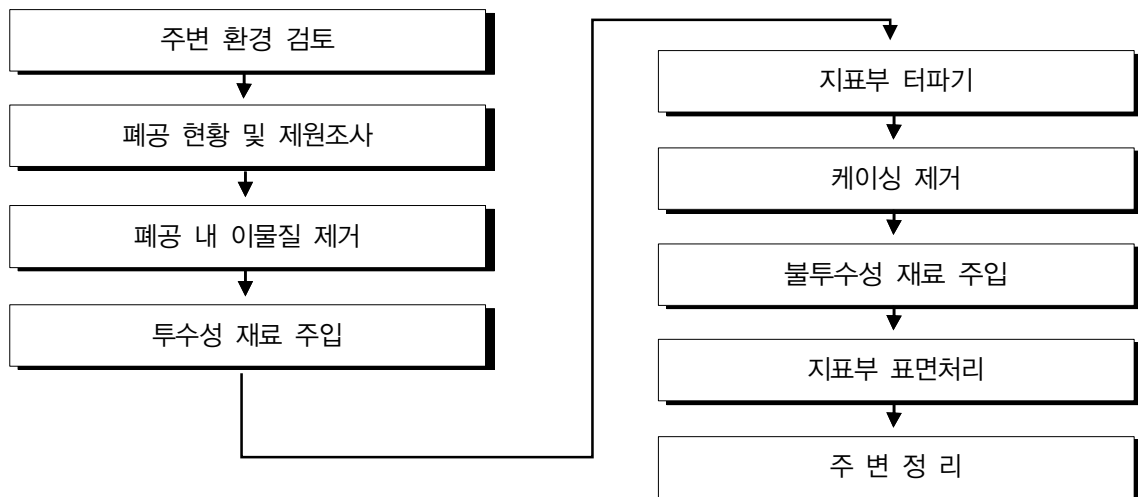 주변 환경 검토
폐공 현황 및 제원조사
폐공 내 이물질 제거
투수성 재료 주입
지표부 터파기
케이싱 제거
불투수성 재료 주입
지표부 표면처리
주 변 정 리